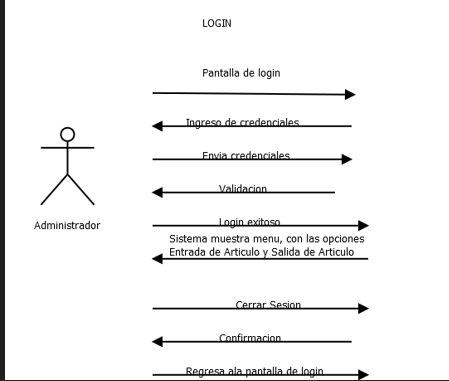 LOGIN
Pantalla de login
Ingreso de credenciales
Envia credenciales
Validacion
Administrador
Login exitoso
Sistema muestra menu, con las opciones
Entrada de Articulo y Salida de Articulo
Cerrar Sesion
Confirmacion
Regresa ala pantalla de login